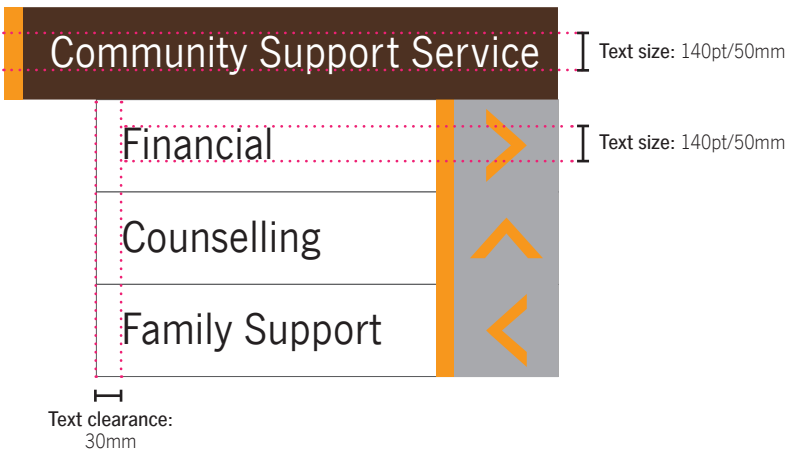 Community Support Service
Text size: 140pt/50mm
Financial
Text size: 140pt/50mm
Counselling
Family Support
Text clearance:
30mm